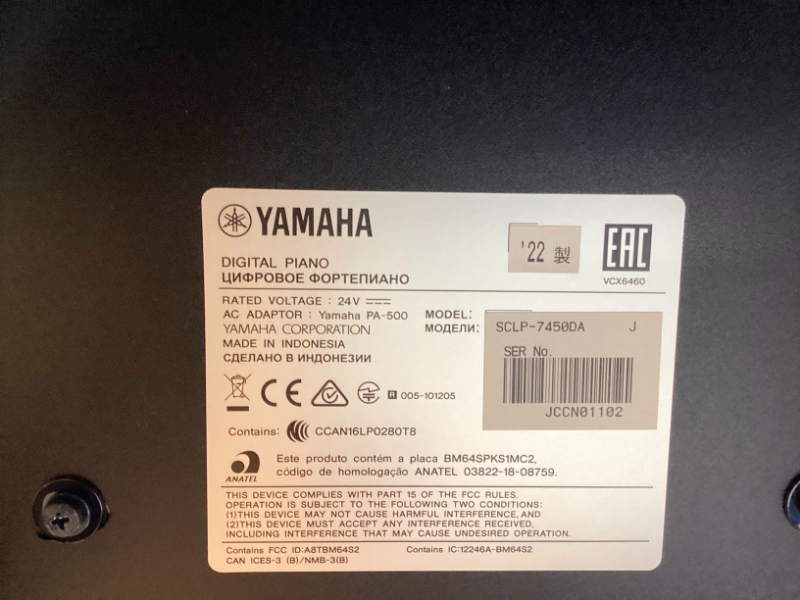 YAMAHA
'22 製
EAC
VCX6460
DIGITAL PIANO
ЦИФРОВОЕ ФОРТЕПИАНО
RATED VOLTAGE : 24V
AC ADAPTOR : Yamaha PA-500
YAMAHA CORPORATION
MADE IN INDONESIA
СДЕЛАНО В ИНДОНЕЗИИ
MODEL:
МОДЕЛИ:
SCLP-7450DA J
SER No.
JCCN01102
CE
R 005-101205
Contains: CCAN16LP0280T8
ANATEL
Este produto contém a placa BM64SPKS1MC2,
código de homologação ANATEL 03822-18-08759.
THIS DEVICE COMPLIES WITH PART 15 OF THE FCC RULES.
OPERATION IS SUBJECT TO THE FOLLOWING TWO CONDITIONS:
(1)THIS DEVICE MAY NOT CAUSE HARMFUL INTERFERENCE, AND
(2)THIS DEVICE MUST ACCEPT ANY INTERFERENCE RECEIVED,
INCLUDING INTERFERENCE THAT MAY CAUSE UNDESIRED OPERATION.
Contains FCC ID:A8TBM64S2 Contains IC:12246A-BM64S2
CAN ICES-3 (B)/NMB-3(B)